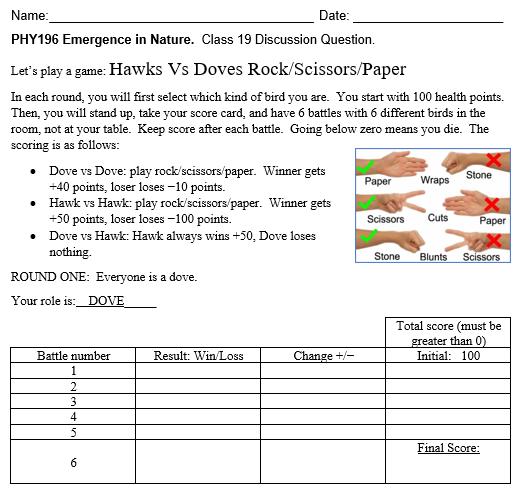 Name:____________________________________ Date: _____________________
PHY196 Emergence in Nature.  Class 19 Discussion Question.
Let's play a game: Hawks Vs Doves Rock/Scissors/Paper
In each round, you will first select which kind of bird you are.  You start with 100 health points.
Then, you will stand up, take your score card, and have 6 battles with 6 different birds in the
room, not at your table.  Keep score after each battle.  Going below zero means you die.  The
scoring is as follows:
• Dove vs Dove: play rock/scissors/paper.  Winner gets
+40 points, loser loses −10 points.
• Hawk vs Hawk: play rock/scissors/paper.  Winner gets
+50 points, loser loses −100 points.
• Dove vs Hawk: Hawk always wins +50, Dove loses
nothing.
Paper Wraps Stone
Scissors Cuts Paper
Stone Blunts Scissors
ROUND ONE:  Everyone is a dove.
Your role is:__DOVE_____
Total score (must be
greater than 0)
Battle number Result: Win/Loss Change +/− Initial:   100
1
2
3
4
5
Final Score:
6